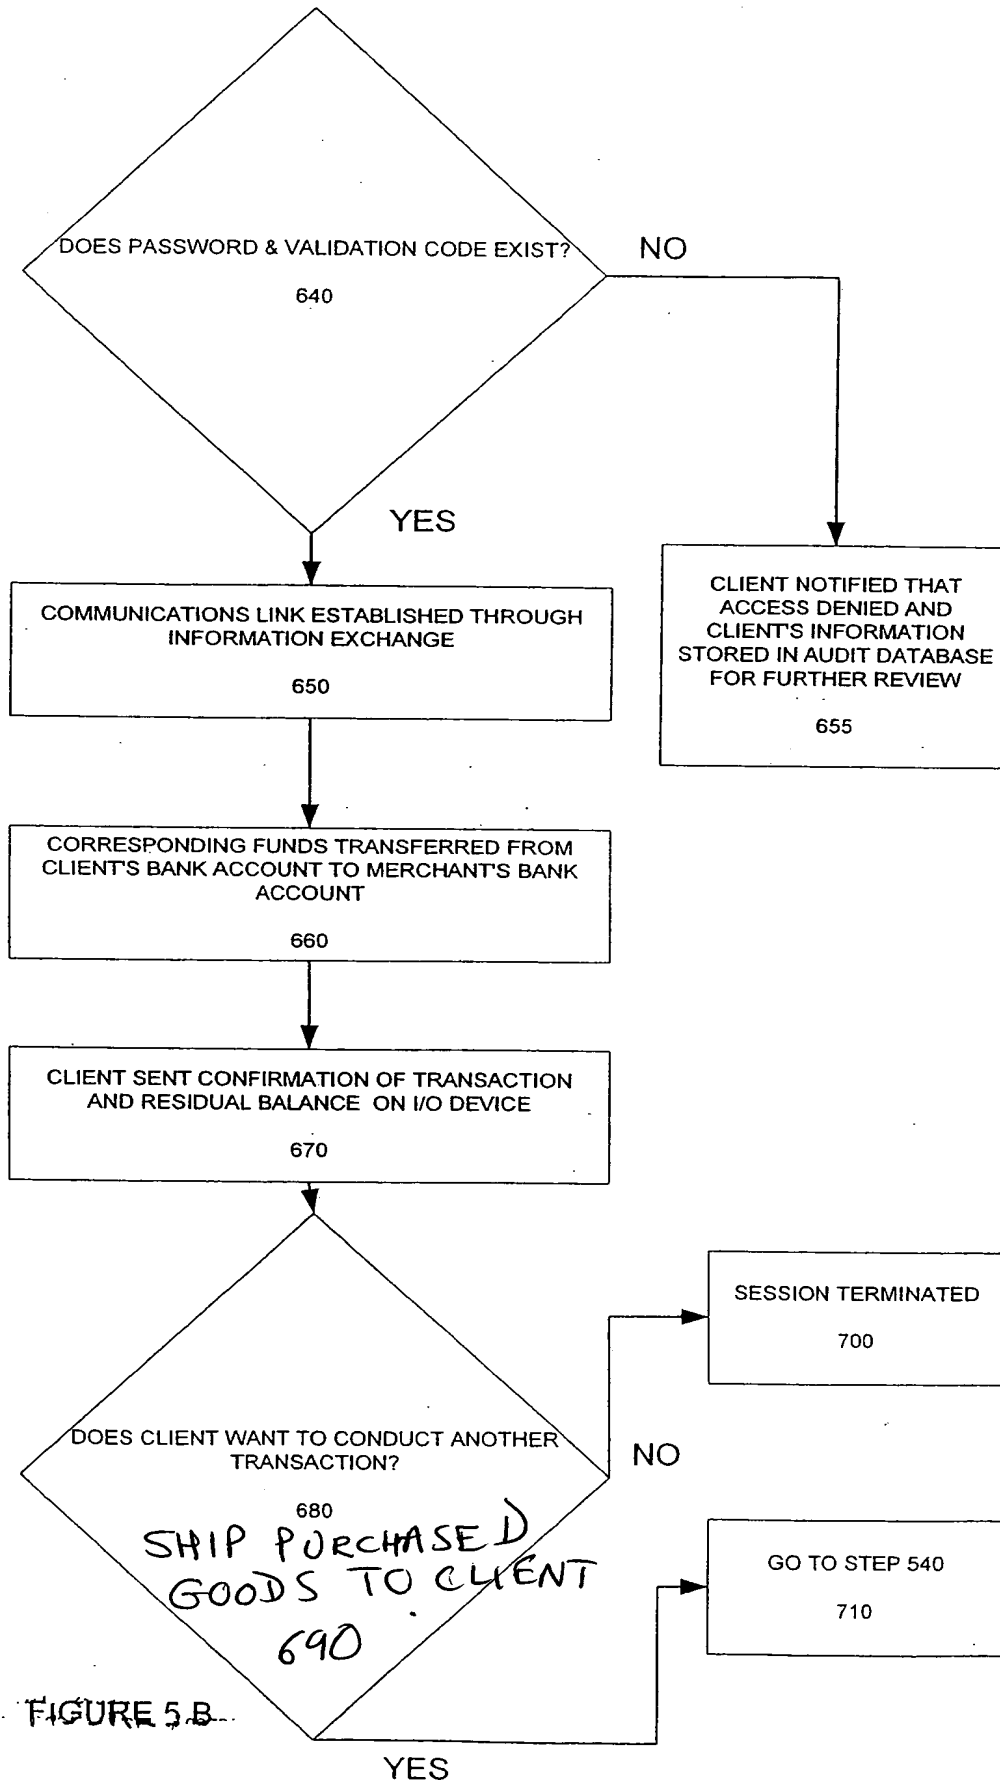 DOES PASSWORD & VALIDATION CODE EXIST?
640
NO
YES
COMMUNICATIONS LINK ESTABLISHED THROUGH
INFORMATION EXCHANGE
650
CLIENT NOTIFIED THAT
ACCESS DENIED AND
CLIENT'S INFORMATION
STORED IN AUDIT DATABASE
FOR FURTHER REVIEW
655
CORRESPONDING FUNDS TRANSFERRED FROM
CLIENT'S BANK ACCOUNT TO MERCHANT'S BANK
ACCOUNT
660
CLIENT SENT CONFIRMATION OF TRANSACTION
AND RESIDUAL BALANCE ON I/O DEVICE
670
SESSION TERMINATED
700
DOES CLIENT WANT TO CONDUCT ANOTHER
TRANSACTION?
680
NO
SHIP PURCHASED
GOODS TO CLIENT
690
GO TO STEP 540
710
FIGURE 5 B
YES